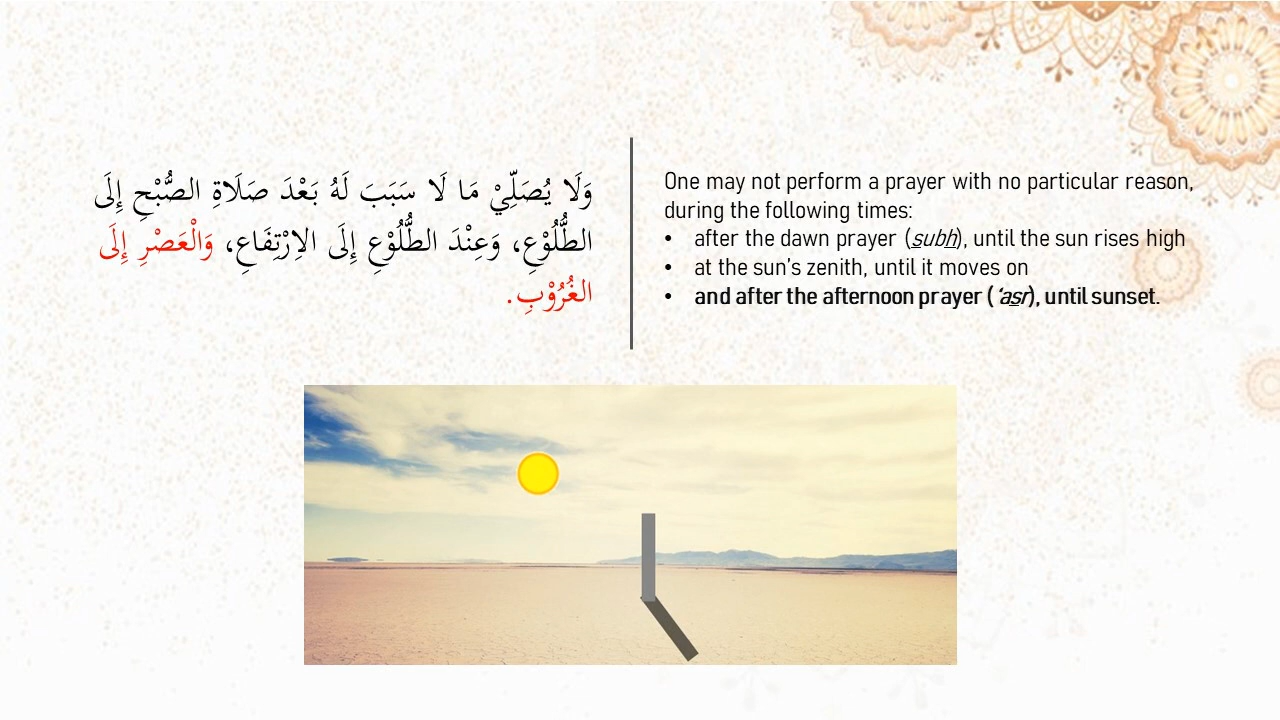 وَلَا يُصَلِّيْ مَا لَا سَبَبَ لَهُ بَعْدَ صَلَاةِ الصُّبْحِ إِلَى
الطُّلُوْعِ، وَعِنْدَ الطُّلُوْعِ إِلَى الاِرْتِفَاعِ، وَالْعَصْرِ إِلَى
الغُرُوْبِ.
One may not perform a prayer with no particular reason,
during the following times:
• after the dawn prayer (subh), until the sun rises high
• at the sun’s zenith, until it moves on
• and after the afternoon prayer (‘asr), until sunset.